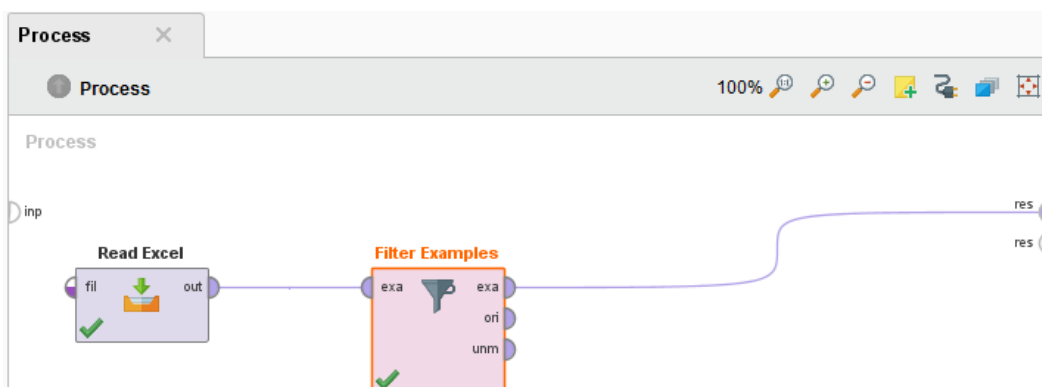 Process
Process
100%
Process
inp
res
res
Read Excel
fil
out
Filter Examples
exa
exa
ori
unm